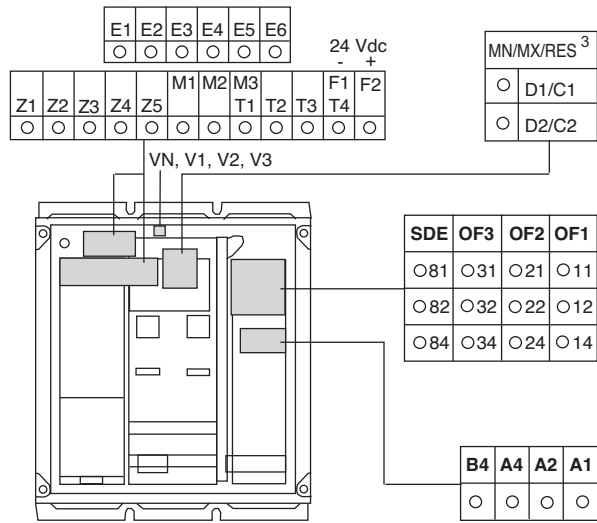 E1 E2 E3 E4 E5 E6
24 Vdc
- +
Z1 Z2 Z3 Z4 Z5 M1 M2 M3 T1 T2 T3 F1 T4 F2
MN/MX/RES 3
D1/C1
D2/C2
VN, V1, V2, V3
SDE OF3 OF2 OF1
81 31 21 11
82 32 22 12
84 34 24 14
B4 A4 A2 A1